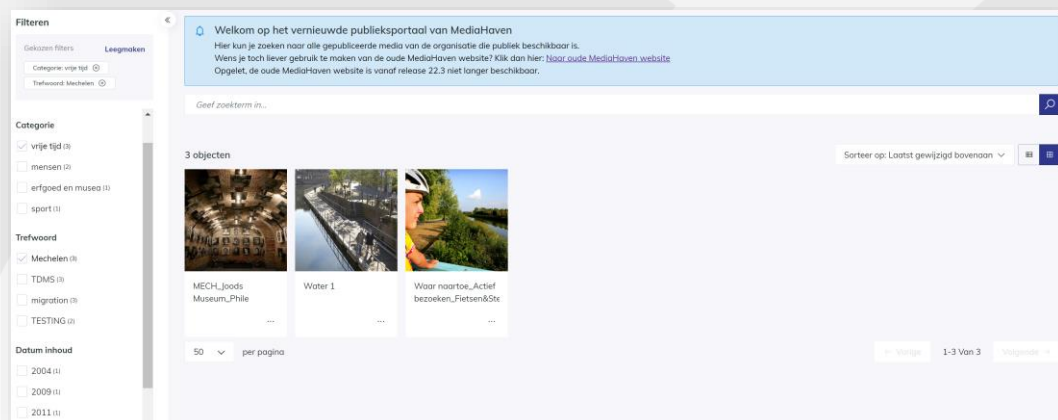 Filteren
Gekozen filters
Leegmaken
Categorie: vrije tijd
Trefwoord: Mechelen
Categorie
vrije tijd (3)
mensen (2)
erfgoed en musea (1)
sport (1)
Trefwoord
Mechelen (3)
TDMS (3)
migration (3)
TESTING (2)
Datum inhoud
2004 (1)
2009 (1)
2011 (1)
Welkom op het vernieuwde publieksportaal van MediaHaven
Hier kun je zoeken naar alle gepubliceerde media van de organisatie die publiek beschikbaar is.
Wens je toch liever gebruik te maken van de oude MediaHaven website? Klik dan hier: Naar oude MediaHaven website
Opgelet, de oude MediaHaven website is vanaf release 22.3 niet langer beschikbaar.
Geef zoekterm in...
3 objecten
Sorteer op: Laatst gewijzigd bovenaan
MECH_Joods
Museum_Phile
...
Water 1
...
Waar naartoe_Actief
bezoeken_Fietsen&Ste
...
50
per pagina
← Vorige
1-3 Van 3
Volgende →